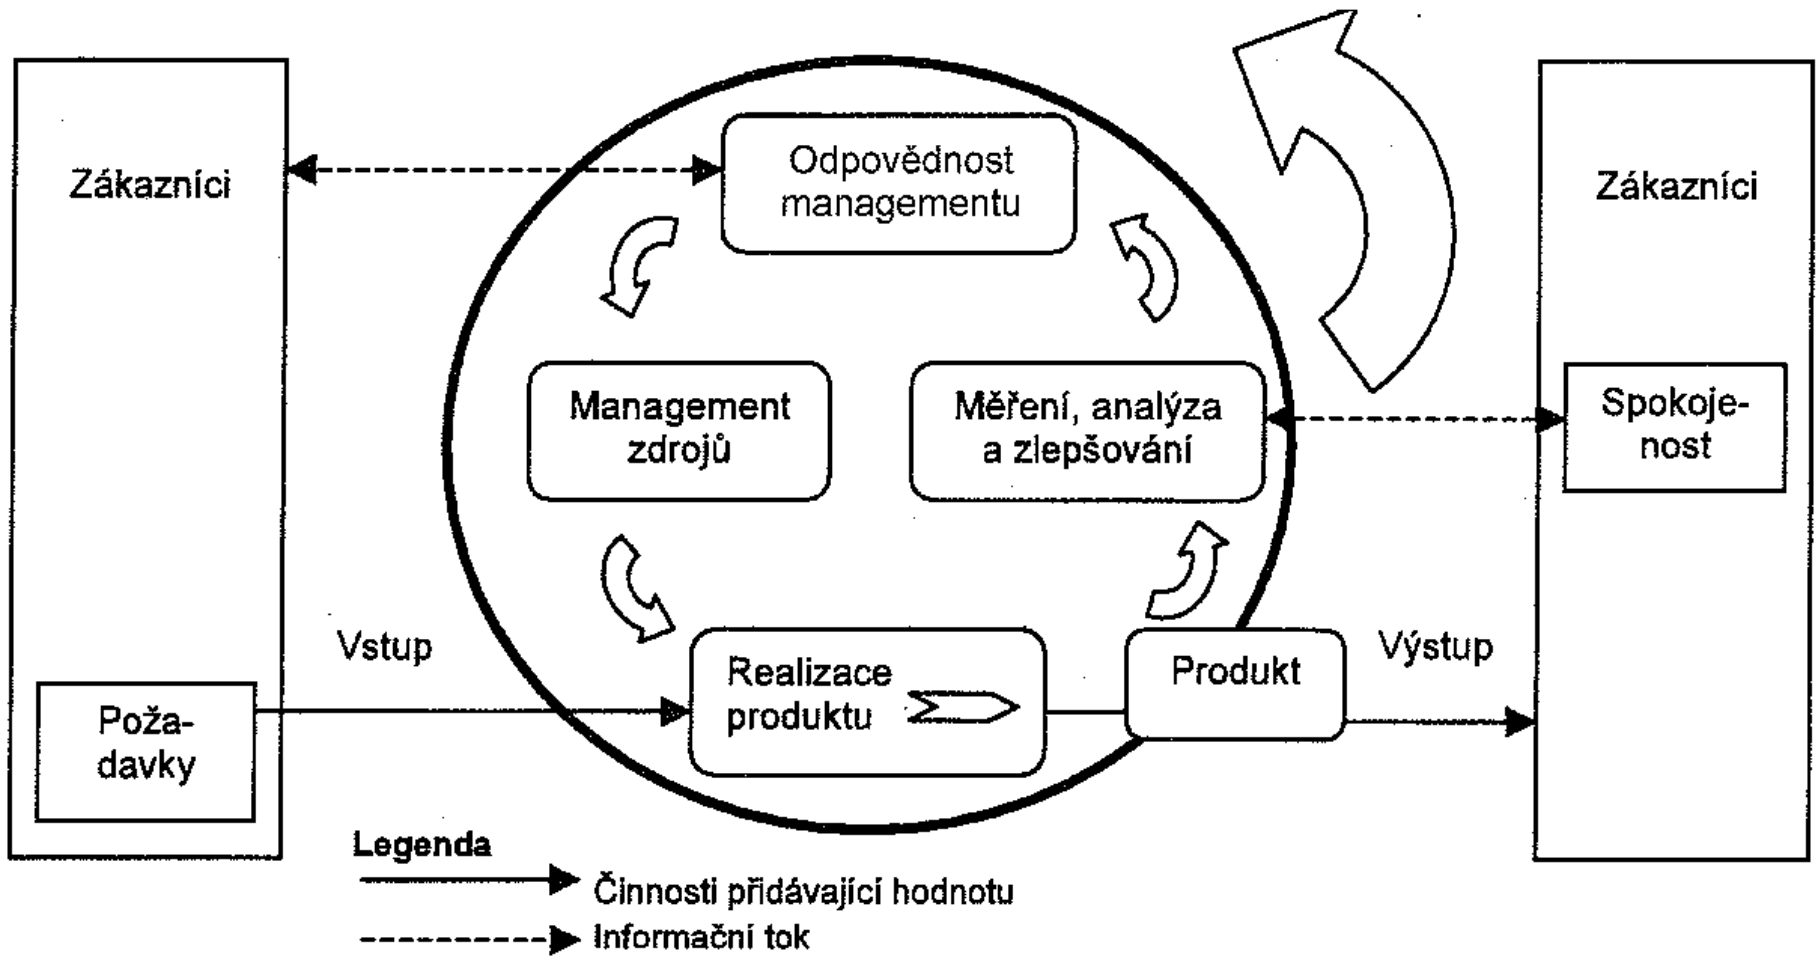 Zákazníci
Odpovědnost
managementu
Zákazníci
Management
zdrojů
Měření, analýza
a zlepšování
Spokoje-
nost
Vstup
Realizace
produktu
Produkt
Výstup
Poža-
davky
Legenda
Činnosti přidávající hodnotu
Informační tok